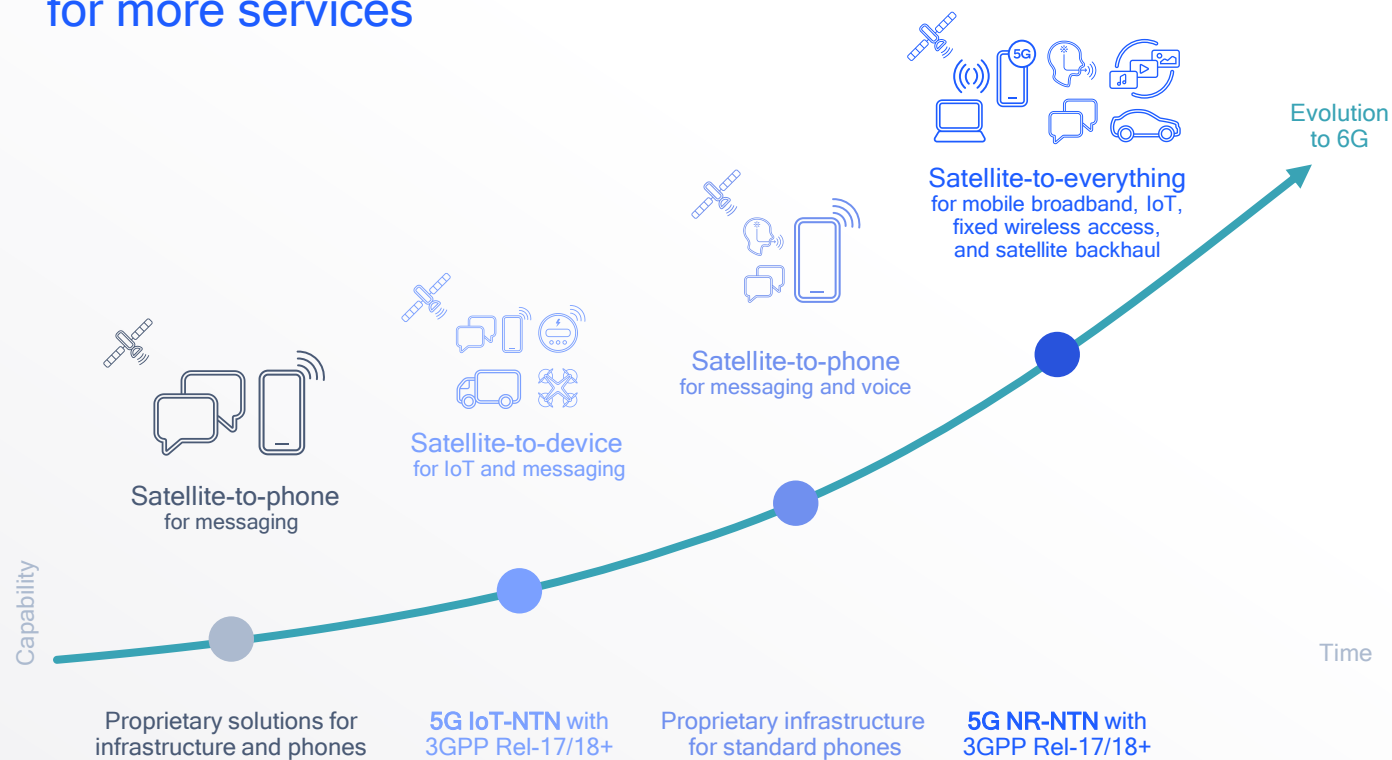 for more services
5G
Evolution
to 6G
Satellite-to-everything
for mobile broadband, IoT,
fixed wireless access,
and satellite backhaul
Satellite-to-phone
for messaging and voice
Satellite-to-device
for IoT and messaging
Satellite-to-phone
for messaging
Capability
Time
Proprietary solutions for
infrastructure and phones
5G IoT-NTN with
3GPP Rel-17/18+
Proprietary infrastructure
for standard phones
5G NR-NTN with
3GPP Rel-17/18+